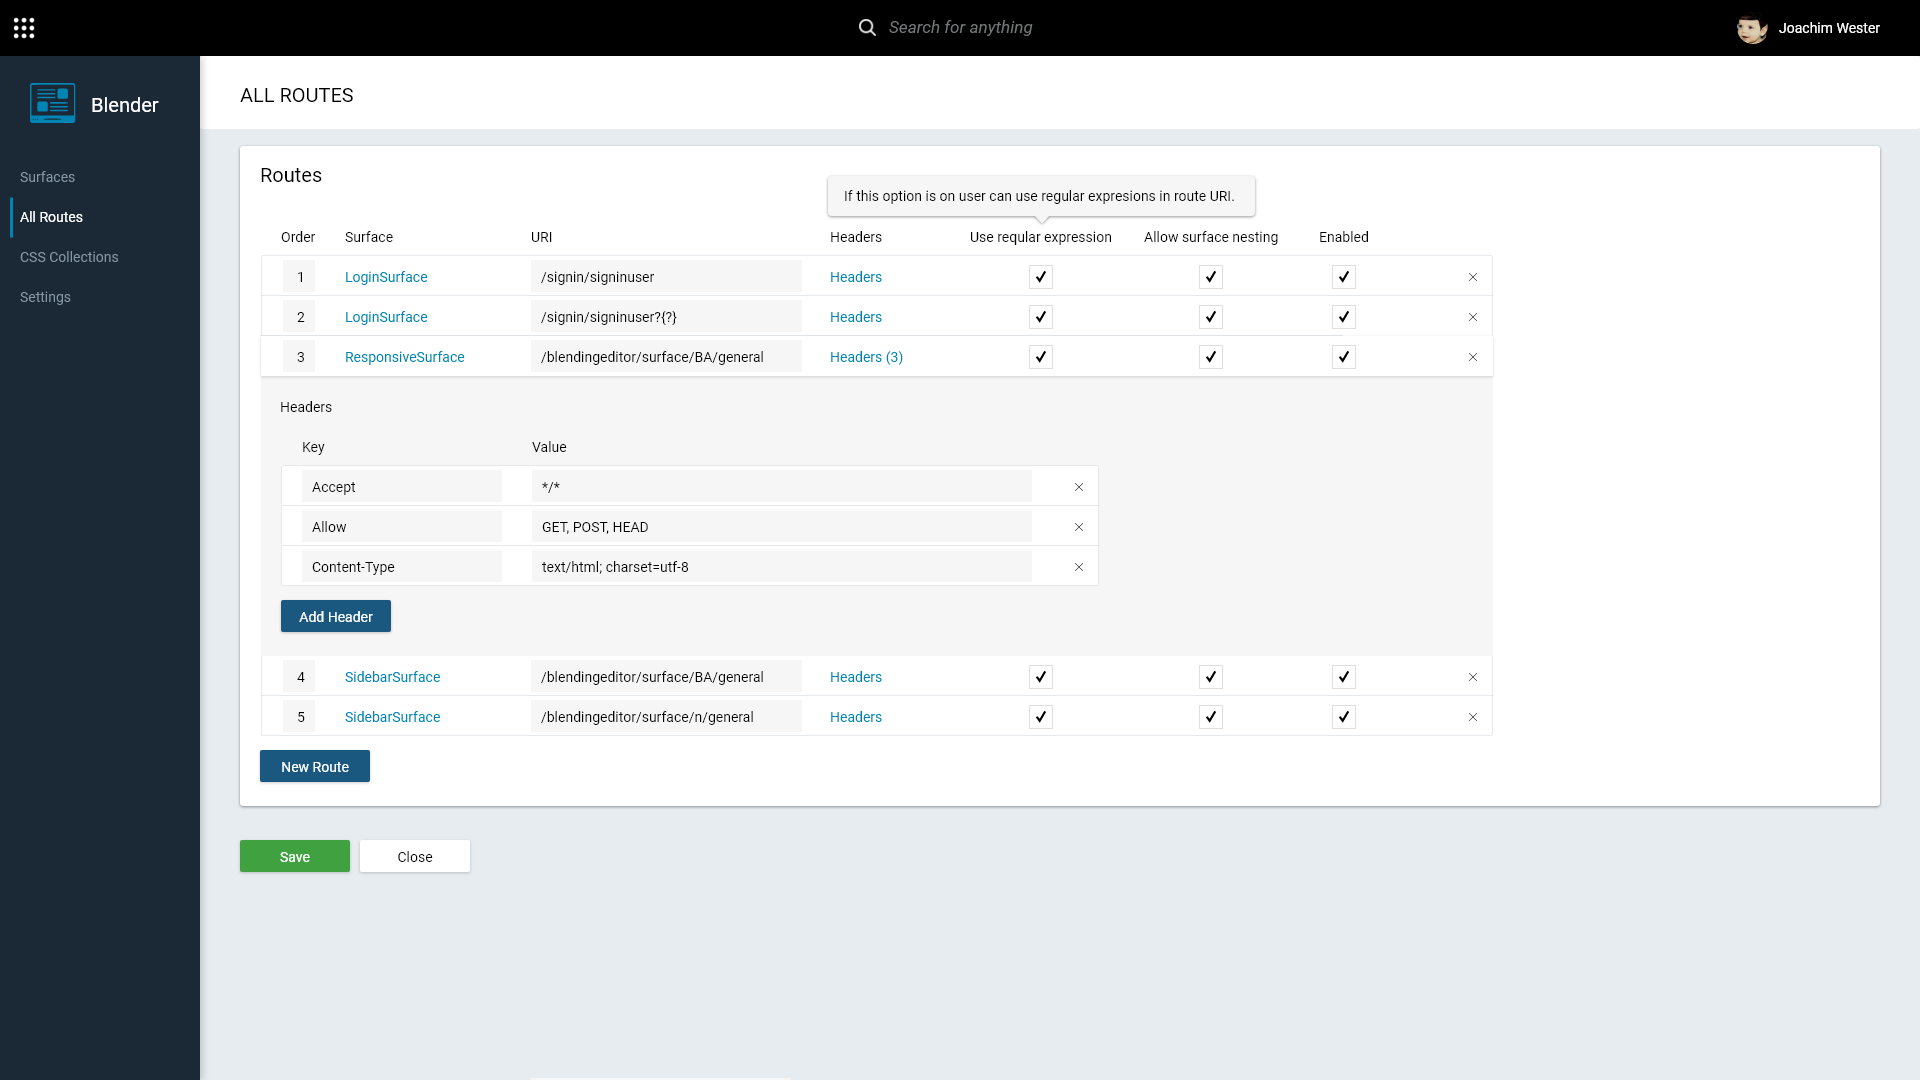 Search for anything
Joachim Wester
Blender
Surfaces
All Routes
CSS Collections
Settings
ALL ROUTES
Routes
If this option is on user can use regular expresions in route URI.
Order Surface URI Headers Use reqular expression Allow surface nesting Enabled
1 LoginSurface /signin/signinuser Headers
2 LoginSurface /signin/signinuser?{?} Headers
3 ResponsiveSurface /blendingeditor/surface/BA/general Headers (3)
Headers
Key Value
Accept */*
Allow GET, POST, HEAD
Content-Type text/html; charset=utf-8
Add Header
4 SidebarSurface /blendingeditor/surface/BA/general Headers
5 SidebarSurface /blendingeditor/surface/n/general Headers
New Route
Save Close